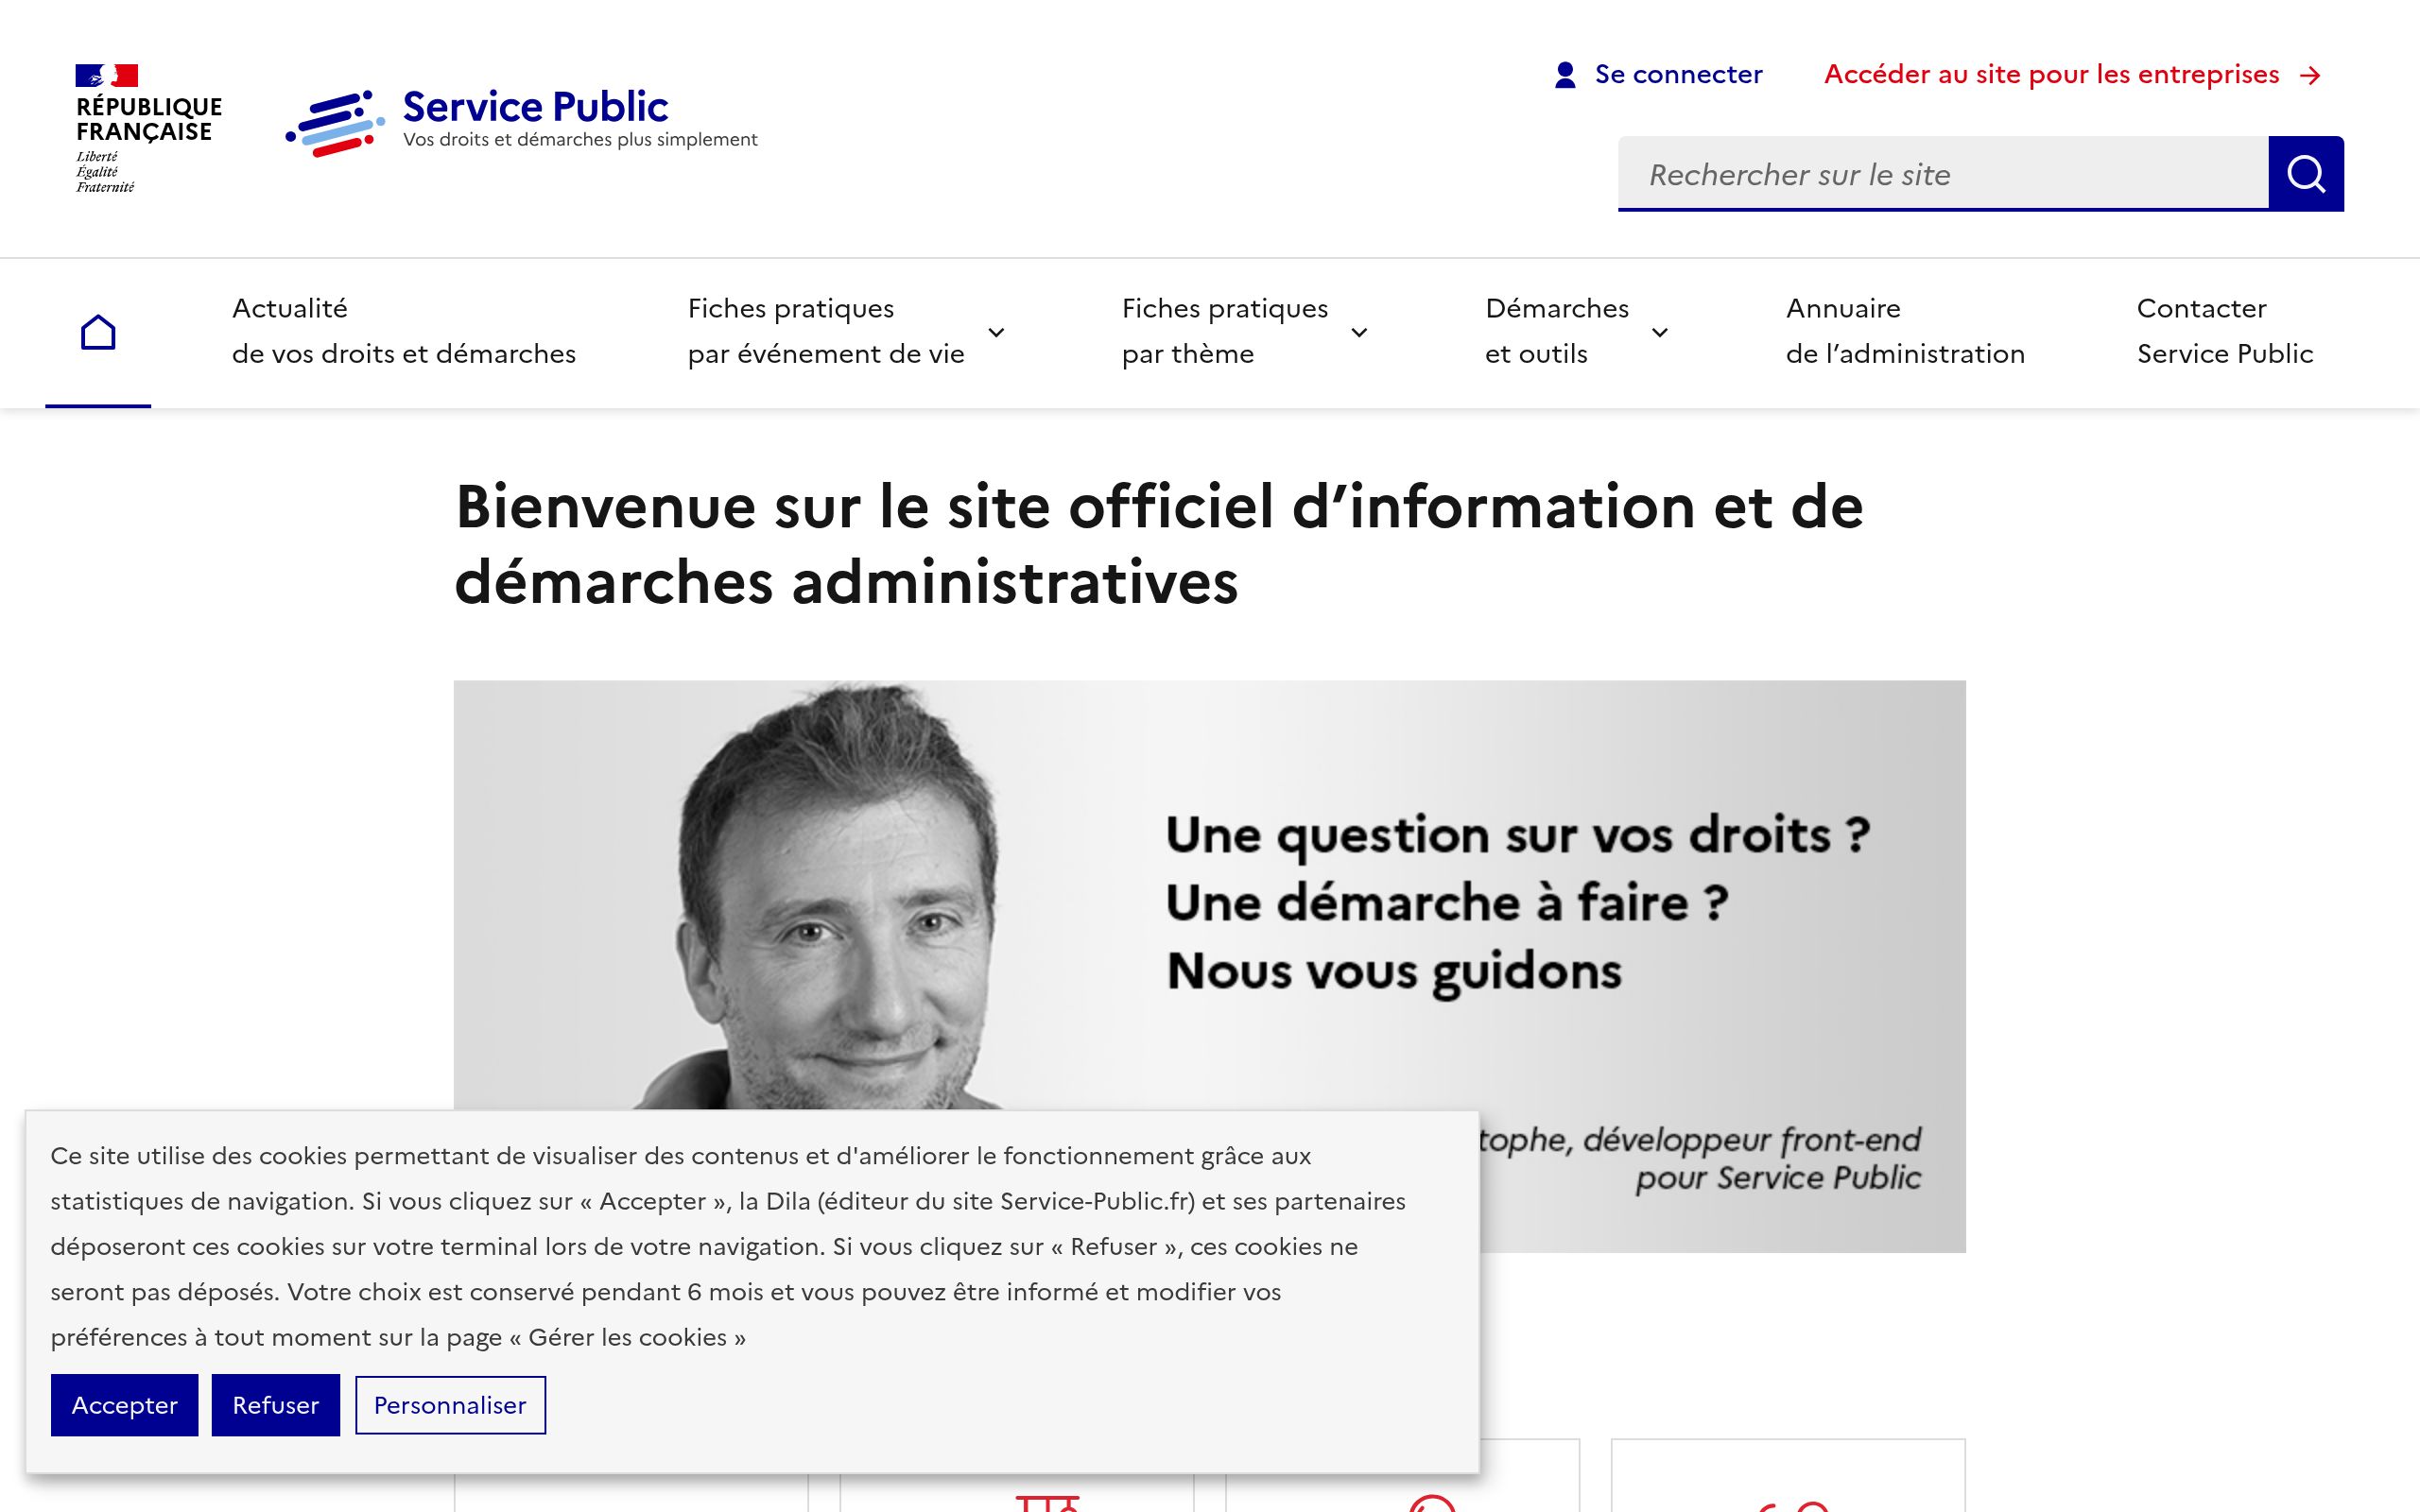 RÉPUBLIQUE
FRANÇAISE
Liberté
Égalité
Fraternité
Service Public
Vos droits et démarches plus simplement
Se connecter
Accéder au site pour les entreprises
Rechercher sur le site
Actualité
de vos droits et démarches
Fiches pratiques
par événement de vie
Fiches pratiques
par thème
Démarches
et outils
Annuaire
de l’administration
Contacter
Service Public
Bienvenue sur le site officiel d’information et de
démarches administratives
Une question sur vos droits ?
Une démarche à faire ?
Nous vous guidons
tophe, développeur front-end
pour Service Public
Ce site utilise des cookies permettant de visualiser des contenus et d'améliorer le fonctionnement grâce aux
statistiques de navigation. Si vous cliquez sur « Accepter », la Dila (éditeur du site Service-Public.fr) et ses partenaires
déposeront ces cookies sur votre terminal lors de votre navigation. Si vous cliquez sur « Refuser », ces cookies ne
seront pas déposés. Votre choix est conservé pendant 6 mois et vous pouvez être informé et modifier vos
préférences à tout moment sur la page « Gérer les cookies »
Accepter
Refuser
Personnaliser